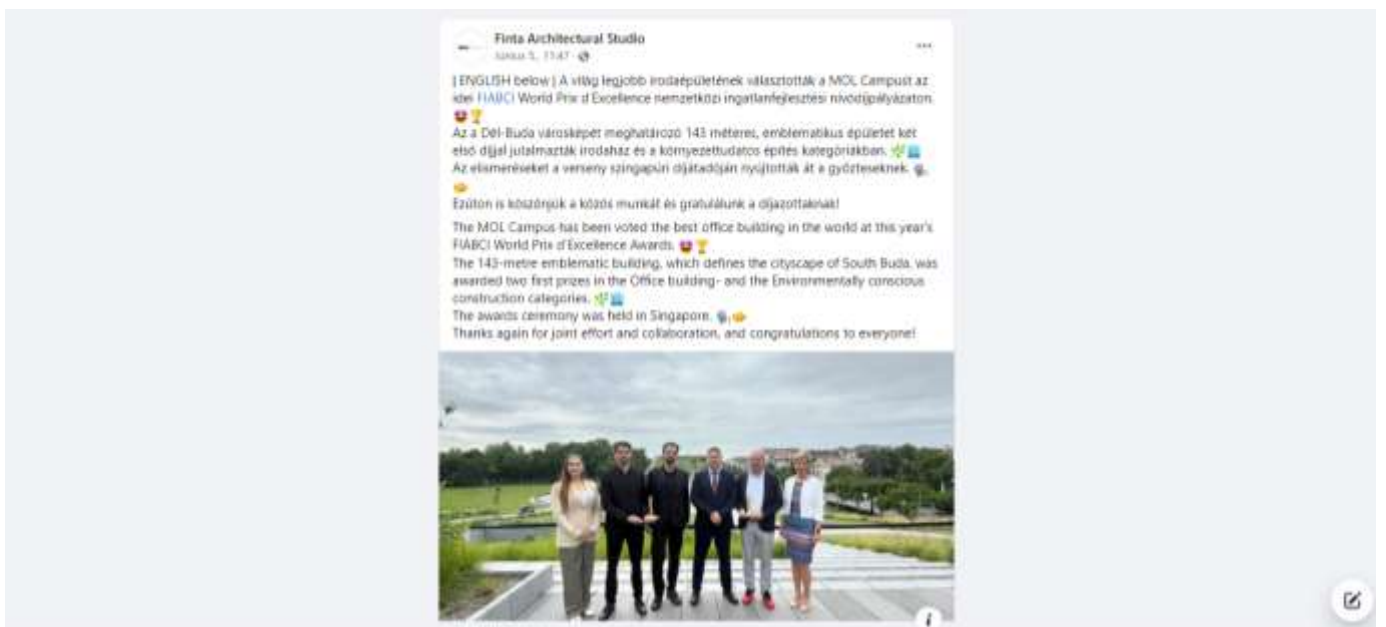 Finta Architectural Studio
június 5., 11:47
[ ENGLISH below ] A világ legjobb irodaépületének választották a MOL Campust az
idei FIABCI World Prix d'Excellence nemzetközi ingatlanfejlesztési nívódíjpályázaton.
😍🏆
Az a Dél-Buda városképét meghatározó 143 méteres, emblematikus épületet két
első díjjal jutalmazták irodaház és a környezettudatos építés kategóriákban. 🌿🏙️
Az elismeréseket a verseny szingapúri díjátadóján nyújtották át a győzteseknek.
Ezúton is köszönjük a közös munkát és gratulálunk a díjazottaknak!
The MOL Campus has been voted the best office building in the world at this year's
FIABCI World Prix d'Excellence Awards. 😍🏆
The 143-metre emblematic building, which defines the cityscape of South Buda, was
awarded two first prizes in the Office building- and the Environmentally conscious
construction categories. 🌿🏙️
The awards ceremony was held in Singapore.
Thanks again for joint effort and collaboration, and congratulations to everyone!